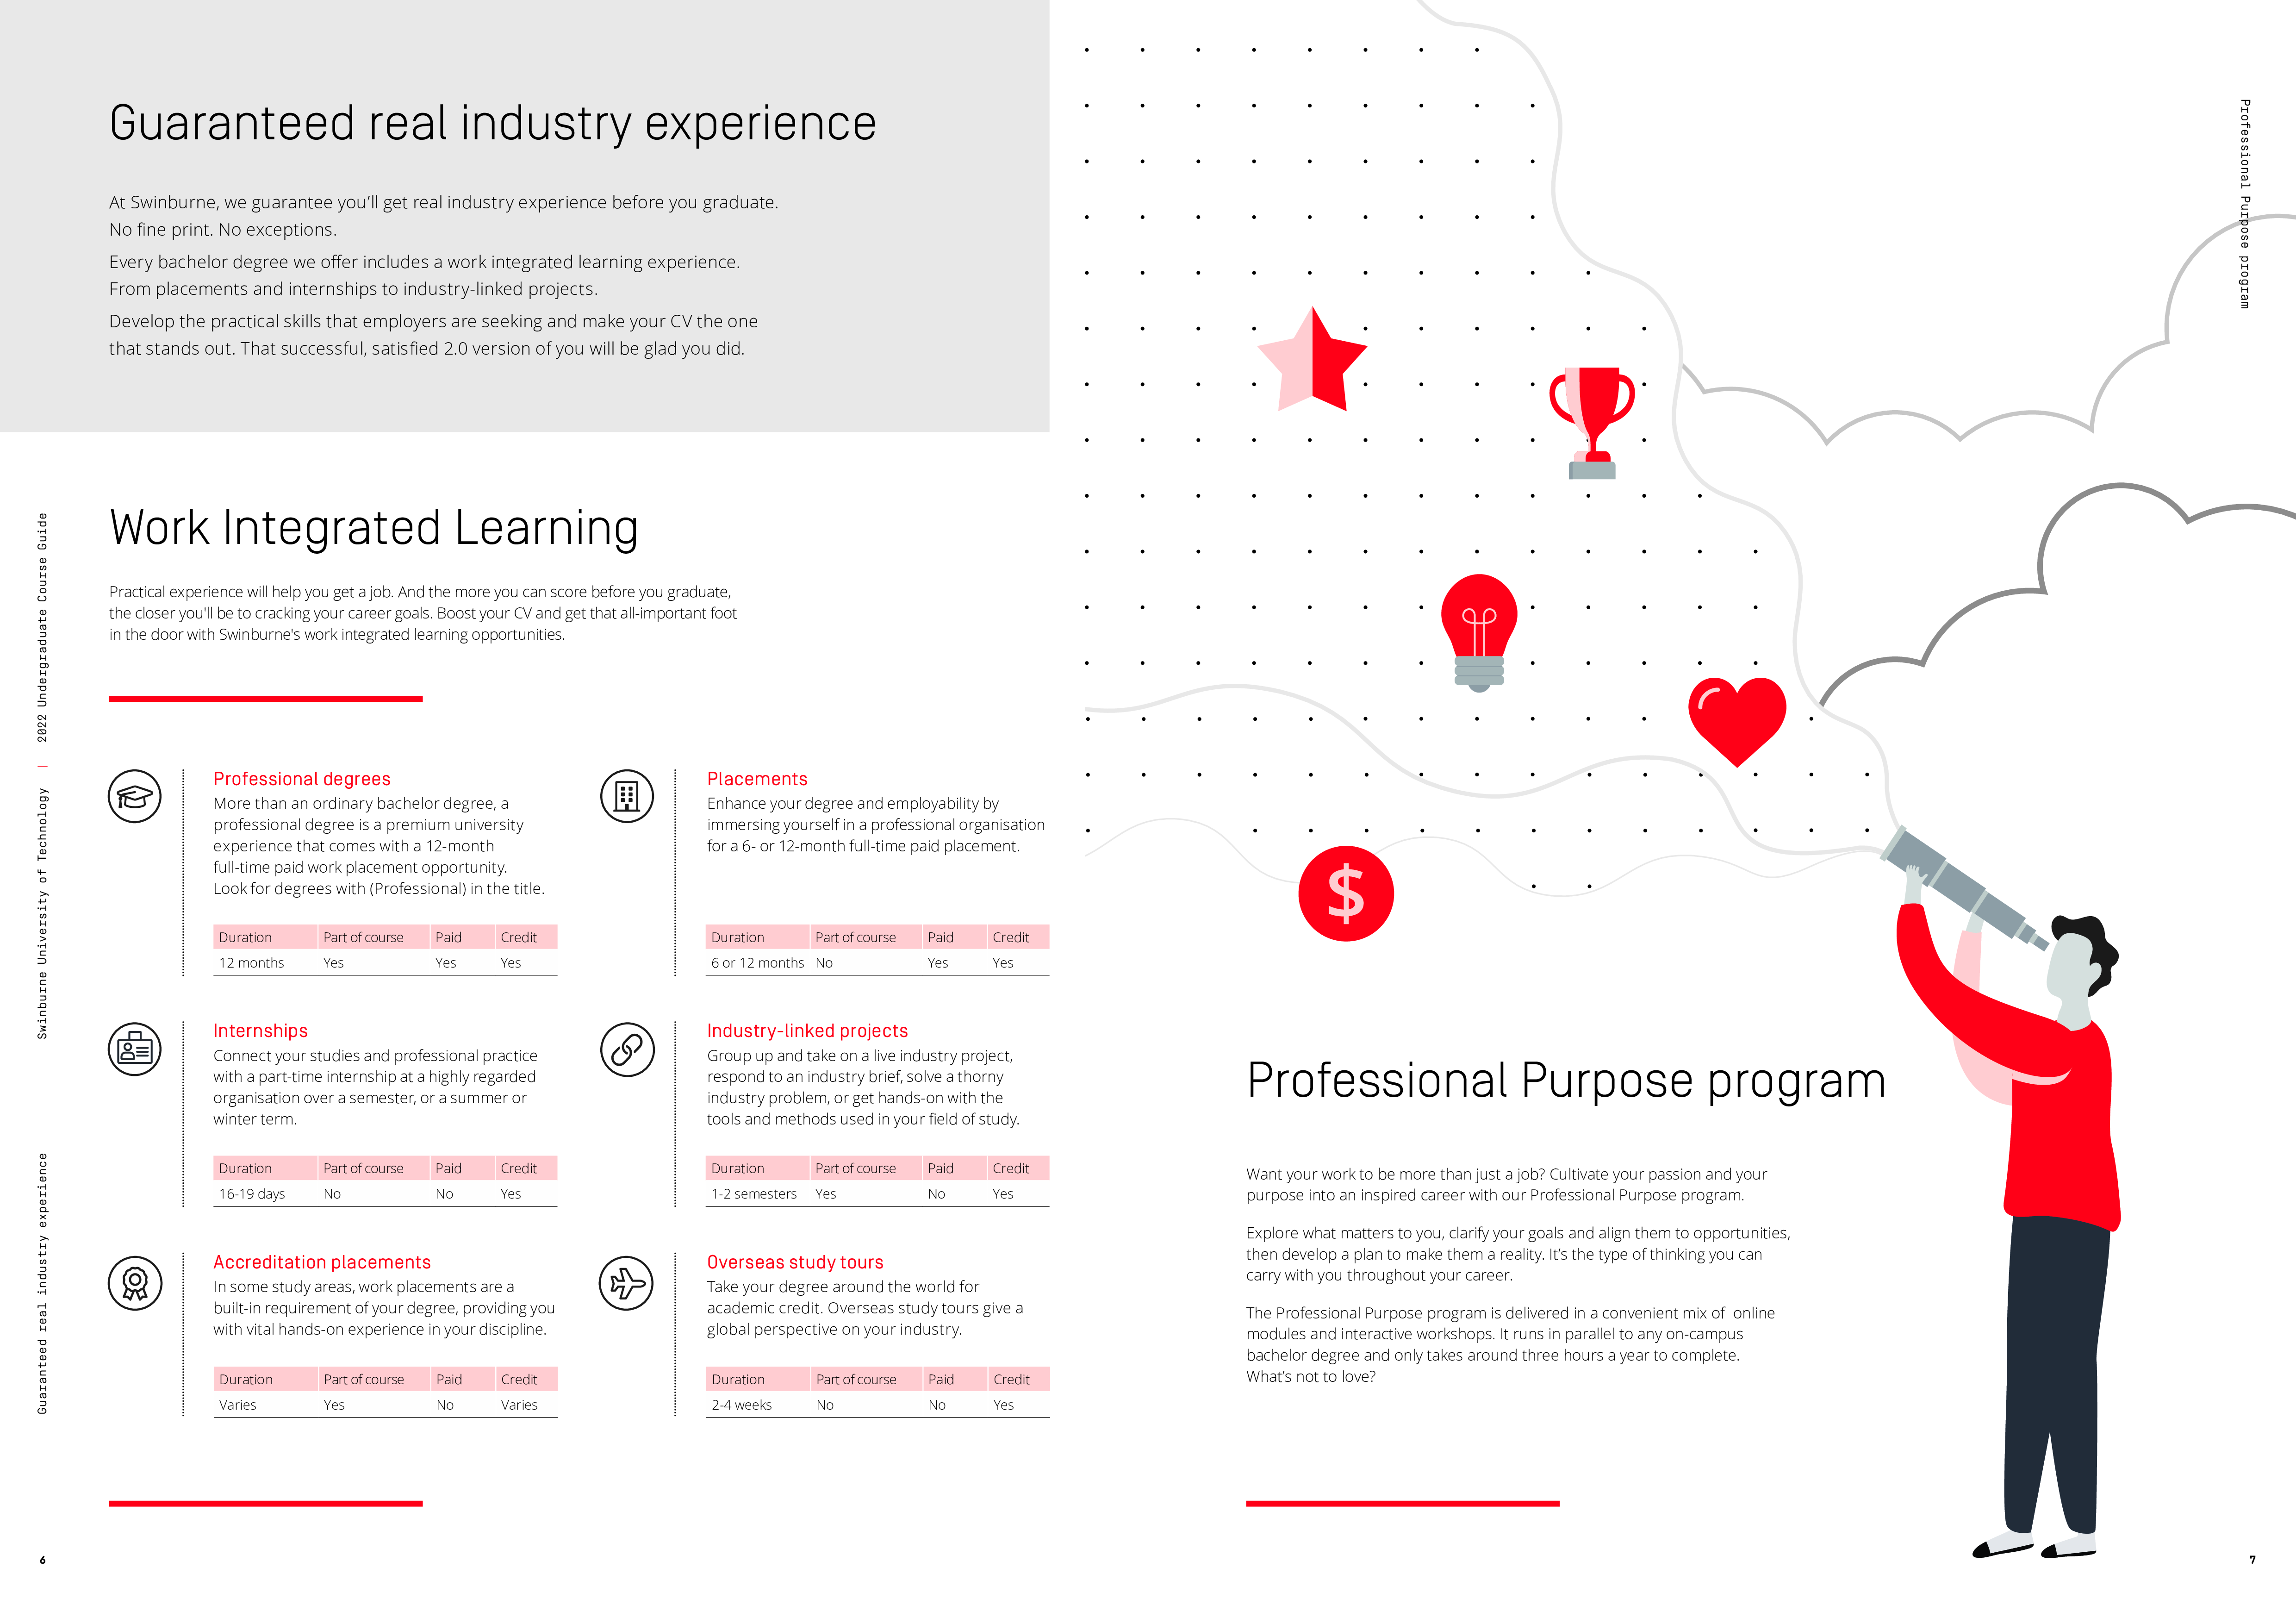 Guaranteed real industry experience
At Swinburne, we guarantee you’ll get real industry experience before you graduate.
No fine print. No exceptions.
Every bachelor degree we offer includes a work integrated learning experience.
From placements and internships to industry-linked projects.
Develop the practical skills that employers are seeking and make your CV the one
that stands out. That successful, satisfied 2.0 version of you will be glad you did.
Work Integrated Learning
Practical experience will help you get a job. And the more you can score before you graduate,
the closer you'll be to cracking your career goals. Boost your CV and get that all-important foot
in the door with Swinburne's work integrated learning opportunities.
Professional degrees
More than an ordinary bachelor degree, a
professional degree is a premium university
experience that comes with a 12-month
full-time paid work placement opportunity.
Look for degrees with (Professional) in the title.
Duration Part of course Paid Credit
12 months Yes Yes Yes
Placements
Enhance your degree and employability by
immersing yourself in a professional organisation
for a 6- or 12-month full-time paid placement.
Duration Part of course Paid Credit
6 or 12 months No Yes Yes
Internships
Connect your studies and professional practice
with a part-time internship at a highly regarded
organisation over a semester, or a summer or
winter term.
Duration Part of course Paid Credit
16-19 days No No Yes
Industry-linked projects
Group up and take on a live industry project,
respond to an industry brief, solve a thorny
industry problem, or get hands-on with the
tools and methods used in your field of study.
Duration Part of course Paid Credit
1-2 semesters Yes No Yes
Accreditation placements
In some study areas, work placements are a
built-in requirement of your degree, providing you
with vital hands-on experience in your discipline.
Duration Part of course Paid Credit
Varies Yes No Varies
Overseas study tours
Take your degree around the world for
academic credit. Overseas study tours give a
global perspective on your industry.
Duration Part of course Paid Credit
2-4 weeks No No Yes
Guaranteed real industry experience
Swinburne University of Technology | 2022 Undergraduate Course Guide
6
Professional Purpose program
$
Professional Purpose program
Want your work to be more than just a job? Cultivate your passion and your
purpose into an inspired career with our Professional Purpose program.
Explore what matters to you, clarify your goals and align them to opportunities,
then develop a plan to make them a reality. It’s the type of thinking you can
carry with you throughout your career.
The Professional Purpose program is delivered in a convenient mix of online
modules and interactive workshops. It runs in parallel to any on-campus
bachelor degree and only takes around three hours a year to complete.
What’s not to love?
7